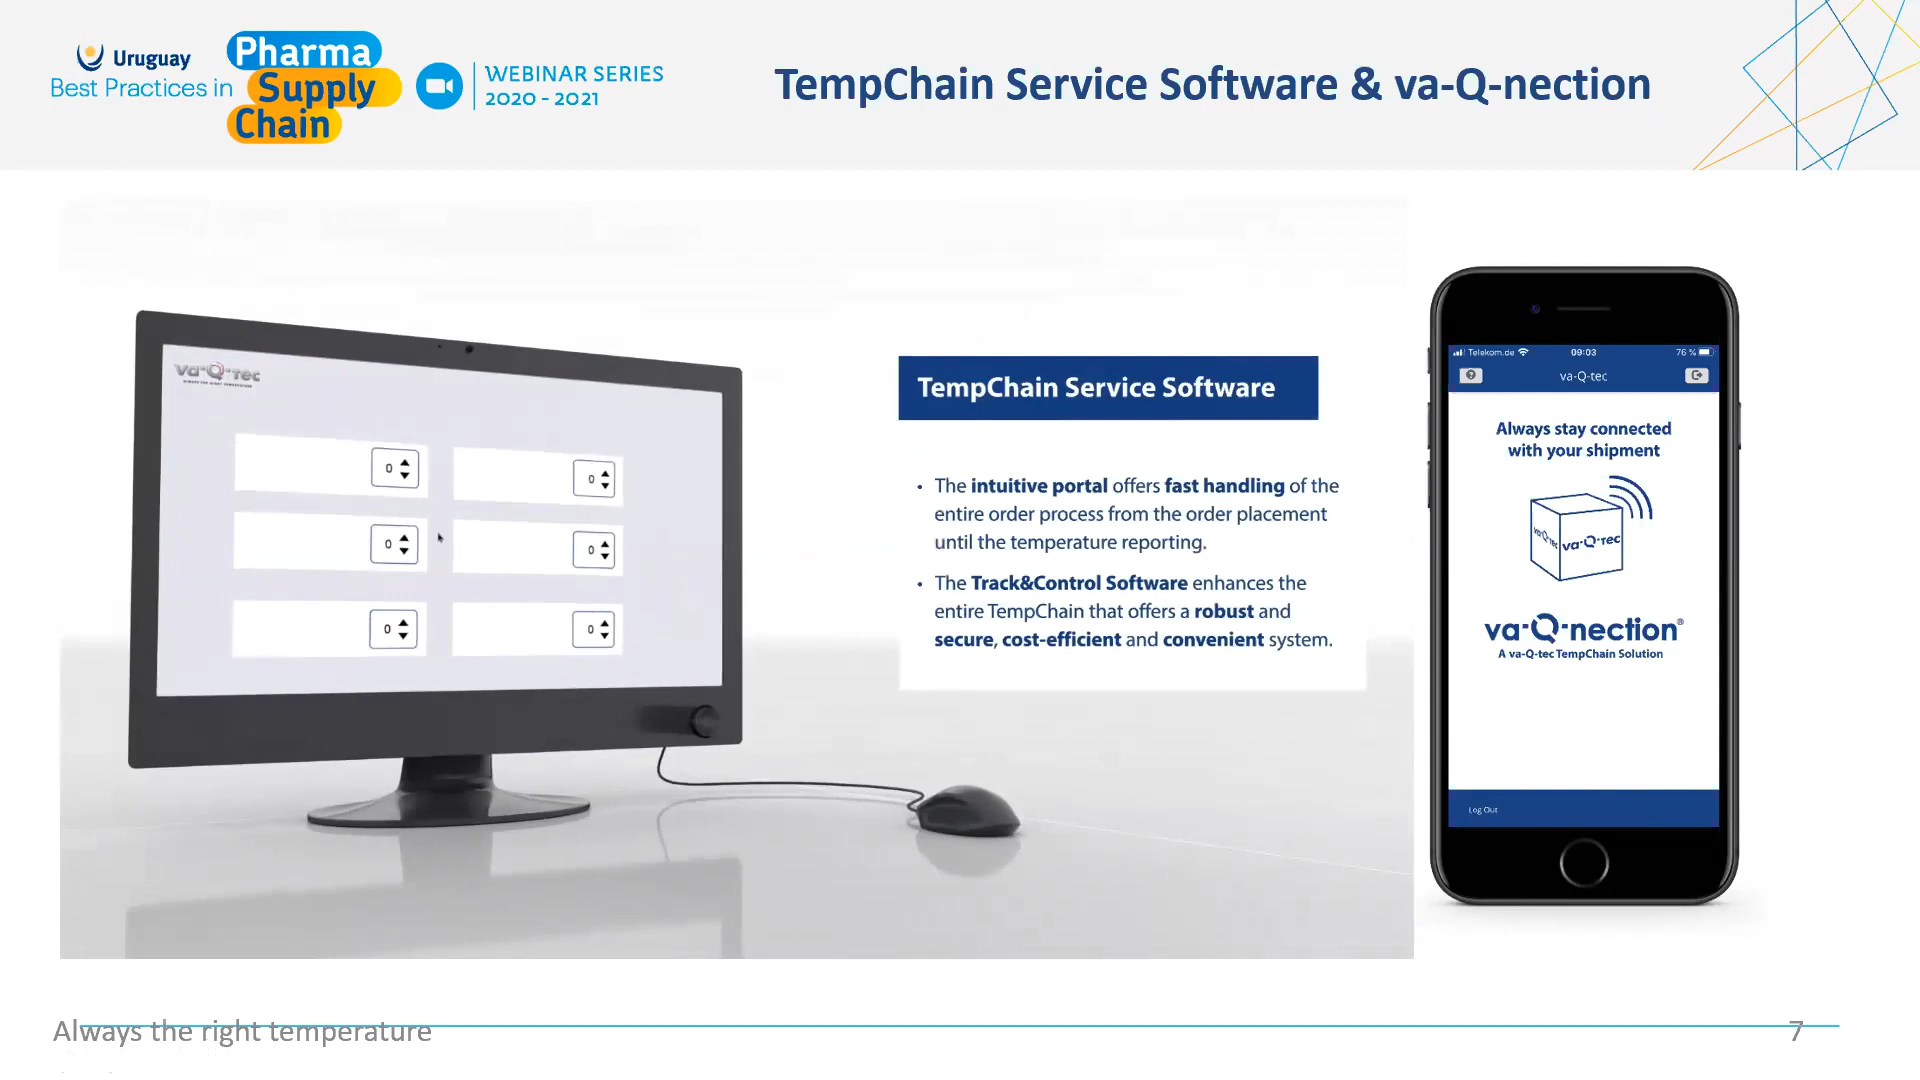 Uruguay
Best Practices in
Pharma
Supply
Chain
WEBINAR SERIES
2020 - 2021
TempChain Service Software & va-Q-nection
va-Q-tec
0
0
0
0
0
0
TempChain Service Software
• The intuitive portal offers fast handling of the
entire order process from the order placement
until the temperature reporting.
• The Track&Control Software enhances the
entire TempChain that offers a robust and
secure, cost-efficient and convenient system.
Telekom.de
09:03
76 %
va-Q-tec
Always stay connected
with your shipment
va-Q-tec
va-Q-tec
va-Q-nection®
A va-Q-tec TempChain Solution
Log Out
Always the right temperature
7